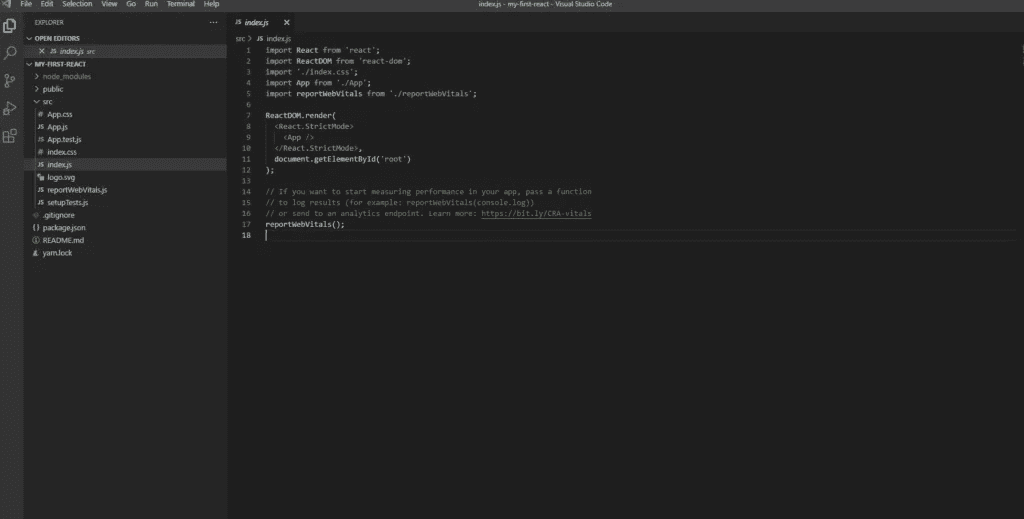 File Edit Selection View Go Run Terminal Help
index.js - my-first-react - Visual Studio Code
EXPLORER
...
OPEN EDITORS
JS index.js src
MY-FIRST-REACT
node_modules
public
src
# App.css
JS App.js
JS App.test.js
# index.css
JS index.js
logo.svg
JS reportWebVitals.js
JS setupTests.js
.gitignore
{} package.json
README.md
yarn.lock
JS index.js
src > JS index.js
1 import React from 'react';
2 import ReactDOM from 'react-dom';
3 import './index.css';
4 import App from './App';
5 import reportWebVitals from './reportWebVitals';
6
7 ReactDOM.render(
8 <React.StrictMode>
9 <App />
10 </React.StrictMode>,
11 document.getElementById('root')
12 );
13
14 // If you want to start measuring performance in your app, pass a function
15 // to log results (for example: reportWebVitals(console.log))
16 // or send to an analytics endpoint. Learn more: https://bit.ly/CRA-vitals
17 reportWebVitals();
18